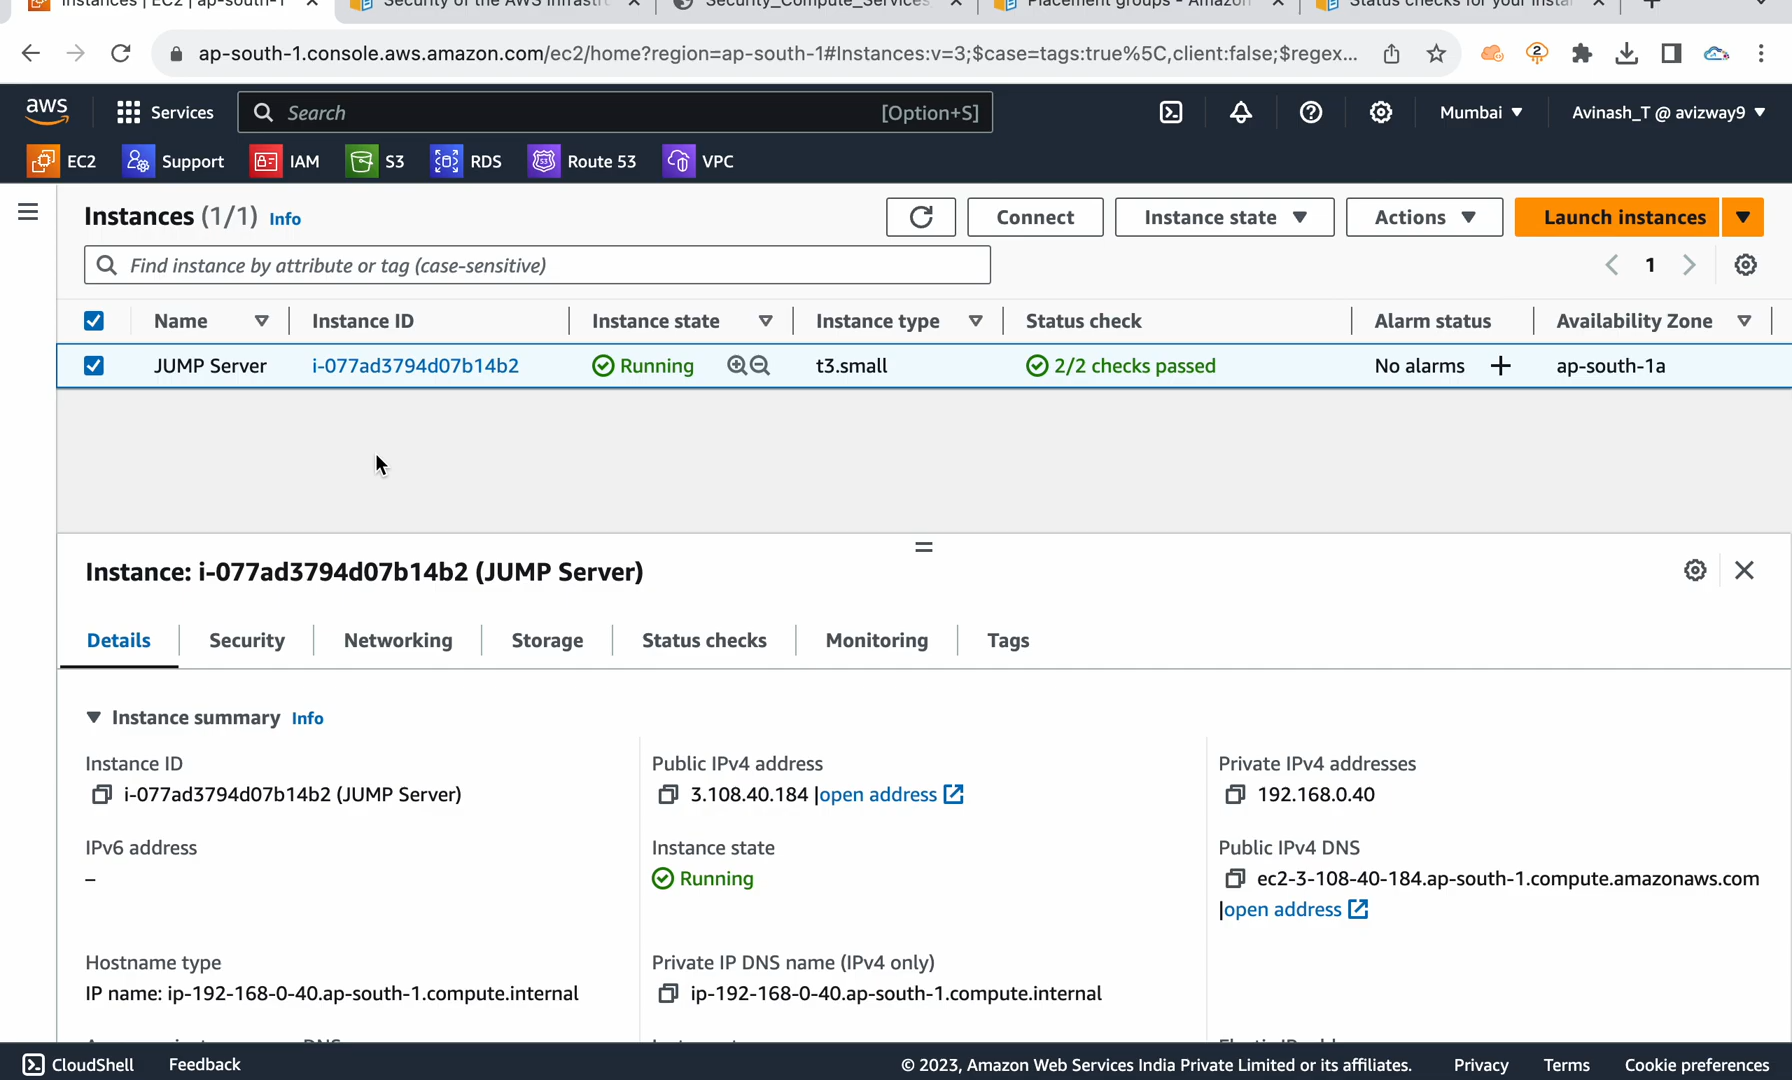 Instances | EC2 | ap-south-1
Security of the AWS Infrastr
Security_Compute_Services
Placement groups - Amazon
Status checks for your insta
ap-south-1.console.aws.amazon.com/ec2/home?region=ap-south-1#Instances:v=3;$case=tags:true%5C,client:false;$regex...
2
aws
Services
Search
[Option+S]
Mumbai
Avinash_T @ avizway9
EC2
Support
IAM
S3
RDS
Route 53
VPC
Instances (1/1) Info
Connect
Instance state
Actions
Launch instances
Find instance by attribute or tag (case-sensitive)
1
Name
Instance ID
Instance state
Instance type
Status check
Alarm status
Availability Zone
JUMP Server
i-077ad3794d07b14b2
Running
t3.small
2/2 checks passed
No alarms
ap-south-1a
Instance: i-077ad3794d07b14b2 (JUMP Server)
Details
Security
Networking
Storage
Status checks
Monitoring
Tags
Instance summary Info
Instance ID
i-077ad3794d07b14b2 (JUMP Server)
Public IPv4 address
3.108.40.184 |open address
Private IPv4 addresses
192.168.0.40
IPv6 address
–
Instance state
Running
Public IPv4 DNS
ec2-3-108-40-184.ap-south-1.compute.amazonaws.com
|open address
Hostname type
IP name: ip-192-168-0-40.ap-south-1.compute.internal
Private IP DNS name (IPv4 only)
ip-192-168-0-40.ap-south-1.compute.internal
CloudShell
Feedback
© 2023, Amazon Web Services India Private Limited or its affiliates.
Privacy
Terms
Cookie preferences